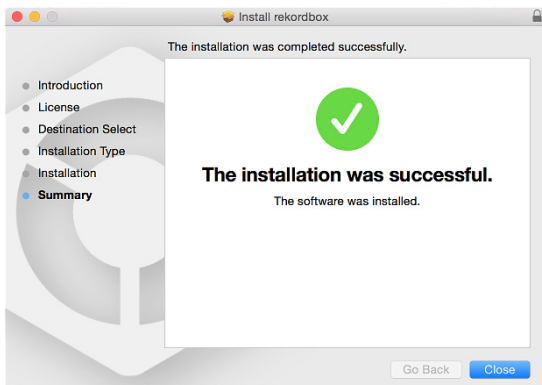 Install rekordbox
The installation was completed successfully.
Introduction
License
Destination Select
Installation Type
Installation
Summary
The installation was successful.
The software was installed.
Go Back
Close